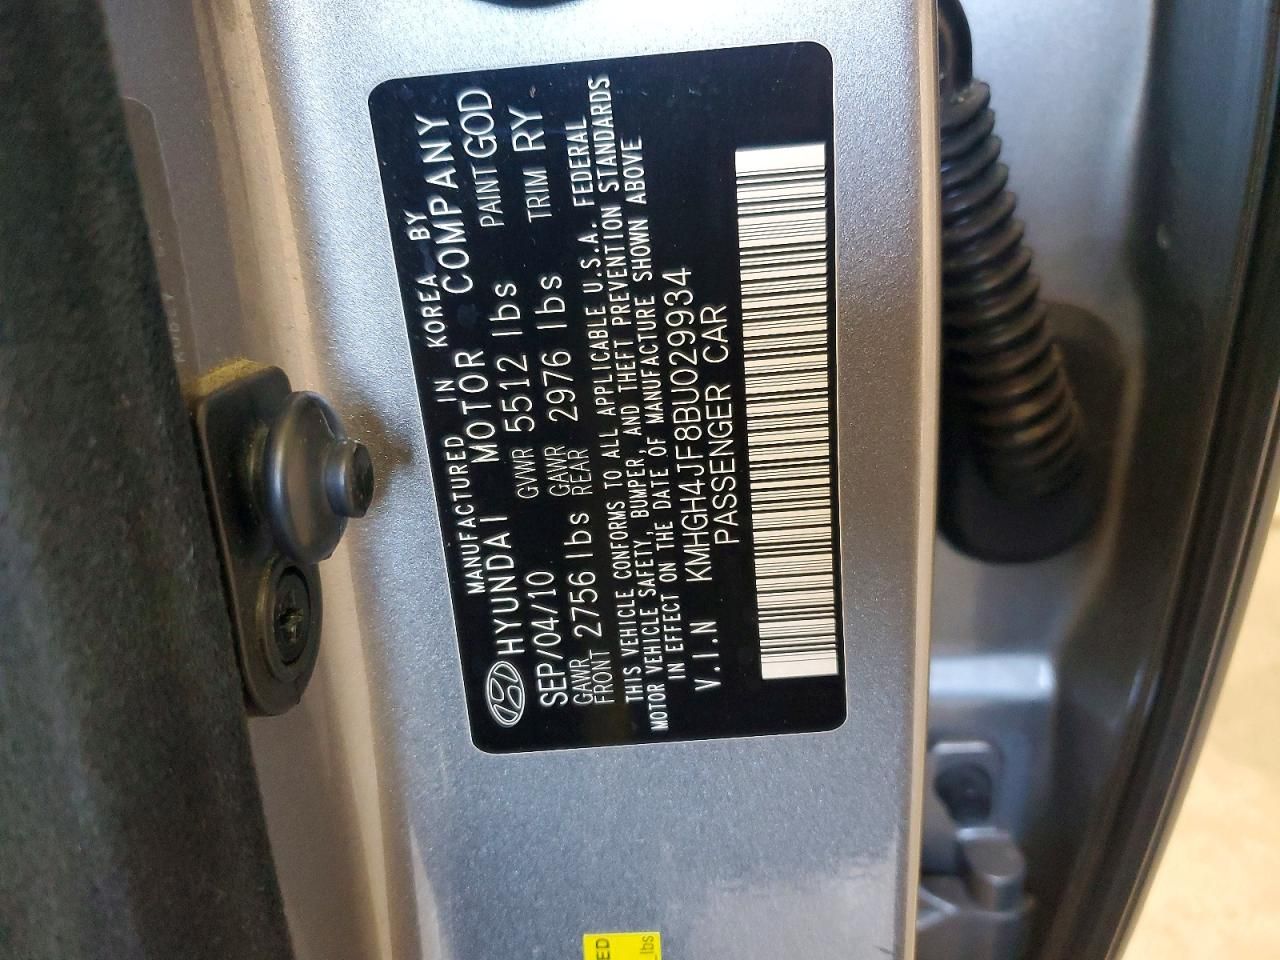 MANUFACTURED IN KOREA BY
HYUNDAI MOTOR COMPANY
SEP/04/10 GVWR 5512 lbs PAINT GOD
GAWR FRONT 2756 lbs GAWR REAR 2976 lbs TRIM RY
THIS VEHICLE CONFORMS TO ALL APPLICABLE U.S.A. FEDERAL
MOTOR VEHICLE SAFETY, BUMPER, AND THEFT PREVENTION STANDARDS
IN EFFECT ON THE DATE OF MANUFACTURE SHOWN ABOVE
V.I.N KMHGH4JF8BU029934
PASSENGER CAR
ED
lbs